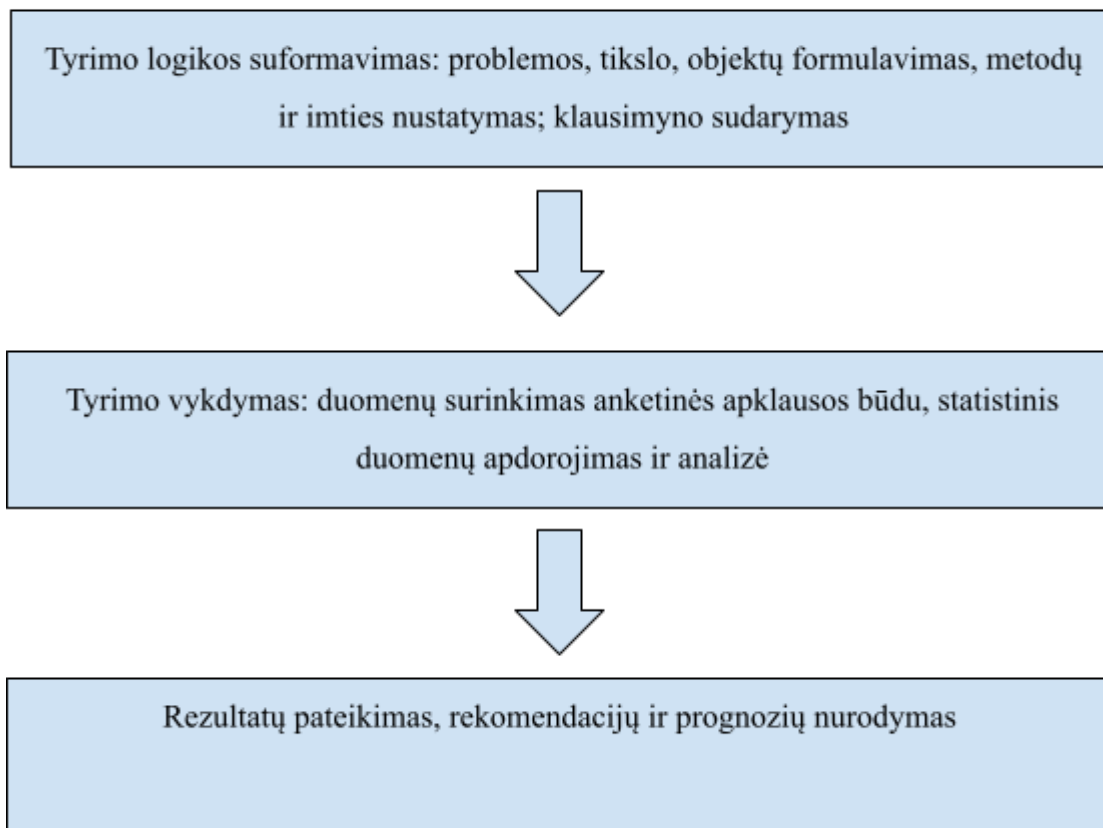 Tyrimo logikos suformavimas: problemos, tikslo, objektų formulavimas, metodų
ir imties nustatymas; klausimyno sudarymas
Tyrimo vykdymas: duomenų surinkimas anketinės apklausos būdu, statistinis
duomenų apdorojimas ir analizė
Rezultatų pateikimas, rekomendacijų ir prognozių nurodymas